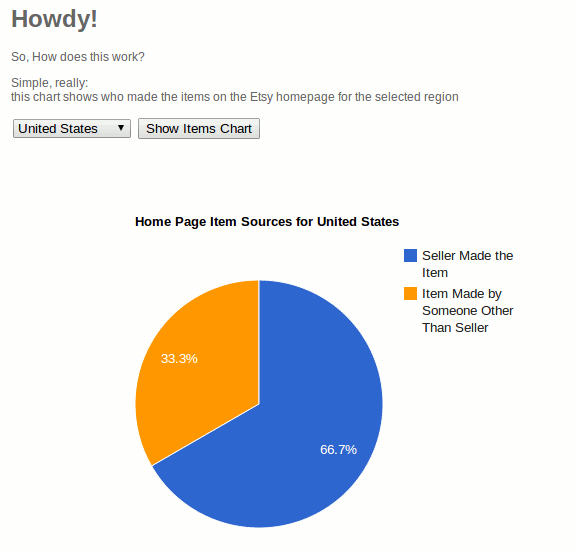 Howdy!
So, How does this work?
Simple, really:
this chart shows who made the items on the Etsy homepage for the selected region
United States
Show Items Chart
Home Page Item Sources for United States
Seller Made the
Item
Item Made by
Someone Other
Than Seller
33.3%
66.7%